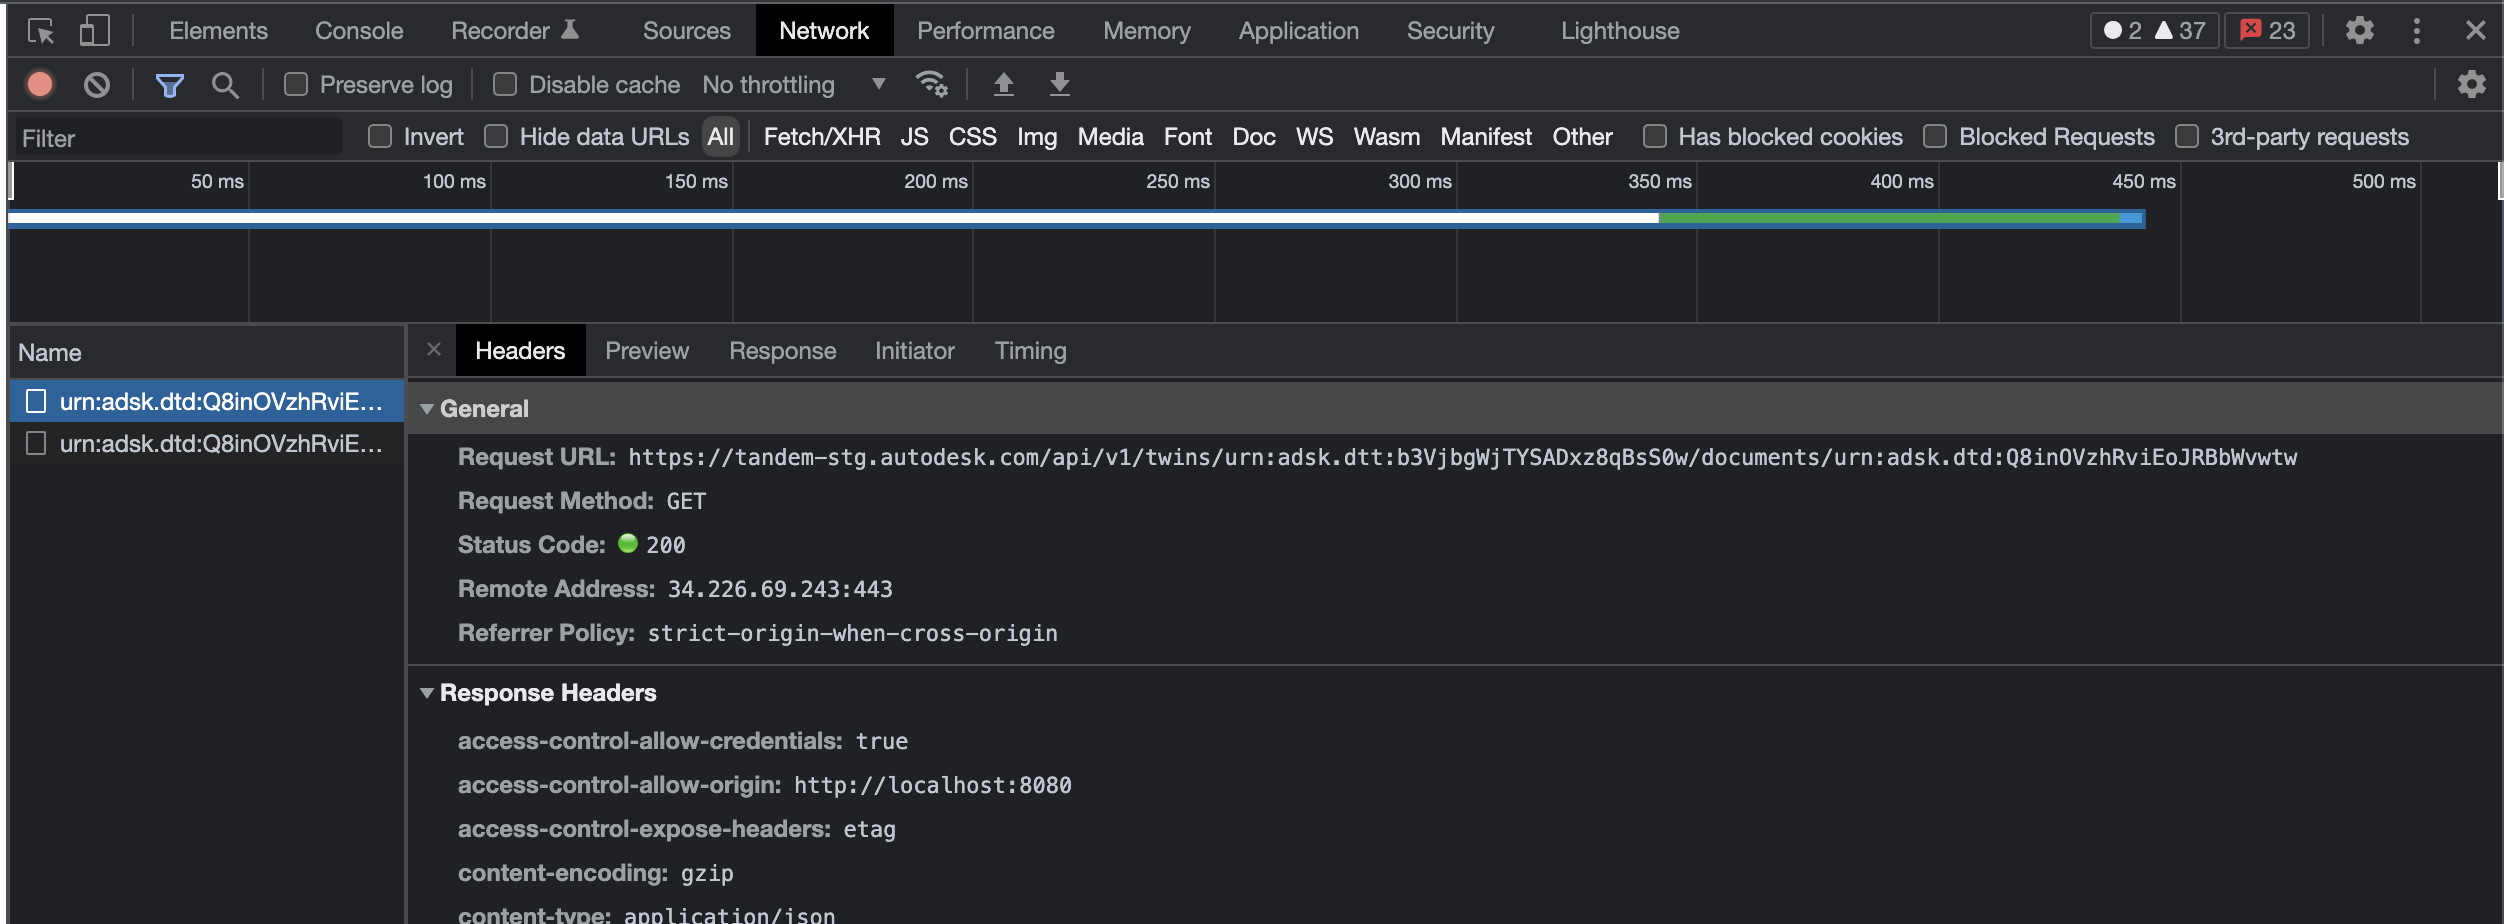 Elements Console Recorder Sources Network Performance Memory Application Security Lighthouse 2 37 23
Preserve log Disable cache No throttling
Filter Invert Hide data URLs All Fetch/XHR JS CSS Img Media Font Doc WS Wasm Manifest Other Has blocked cookies Blocked Requests 3rd-party requests
50 ms 100 ms 150 ms 200 ms 250 ms 300 ms 350 ms 400 ms 450 ms 500 ms
Name
urn:adsk.dtd:Q8inOVzhRviE...
urn:adsk.dtd:Q8inOVzhRviE...
× Headers Preview Response Initiator Timing
General
Request URL: https://tandem-stg.autodesk.com/api/v1/twins/urn:adsk.dtt:b3VjbgWjTYSADxz8qBsS0w/documents/urn:adsk.dtd:Q8inOVzhRviEoJRBbWvwtw
Request Method: GET
Status Code: 200
Remote Address: 34.226.69.243:443
Referrer Policy: strict-origin-when-cross-origin
Response Headers
access-control-allow-credentials: true
access-control-allow-origin: http://localhost:8080
access-control-expose-headers: etag
content-encoding: gzip
content-type: application/json